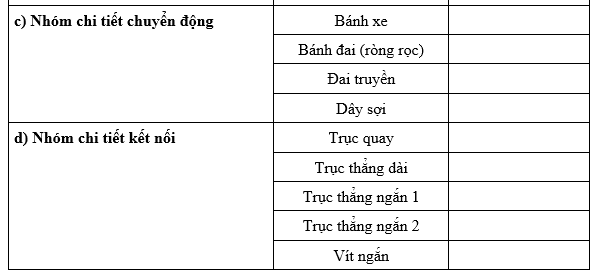 c) Nhóm chi tiết chuyển động
Bánh xe
Bánh đai (ròng rọc)
Đai truyền
Dây sợi
d) Nhóm chi tiết kết nối
Trục quay
Trục thẳng dài
Trục thẳng ngắn 1
Trục thẳng ngắn 2
Vít ngắn